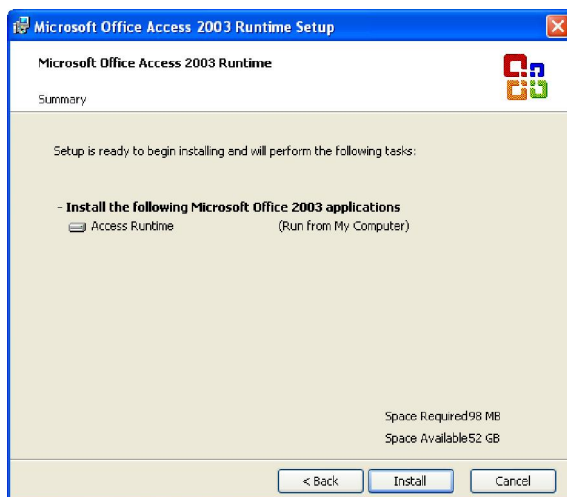 Microsoft Office Access 2003 Runtime Setup
Microsoft Office Access 2003 Runtime
Summary
Setup is ready to begin installing and will perform the following tasks:
- Install the following Microsoft Office 2003 applications
Access Runtime (Run from My Computer)
Space Required98 MB
Space Available52 GB
< Back Install Cancel